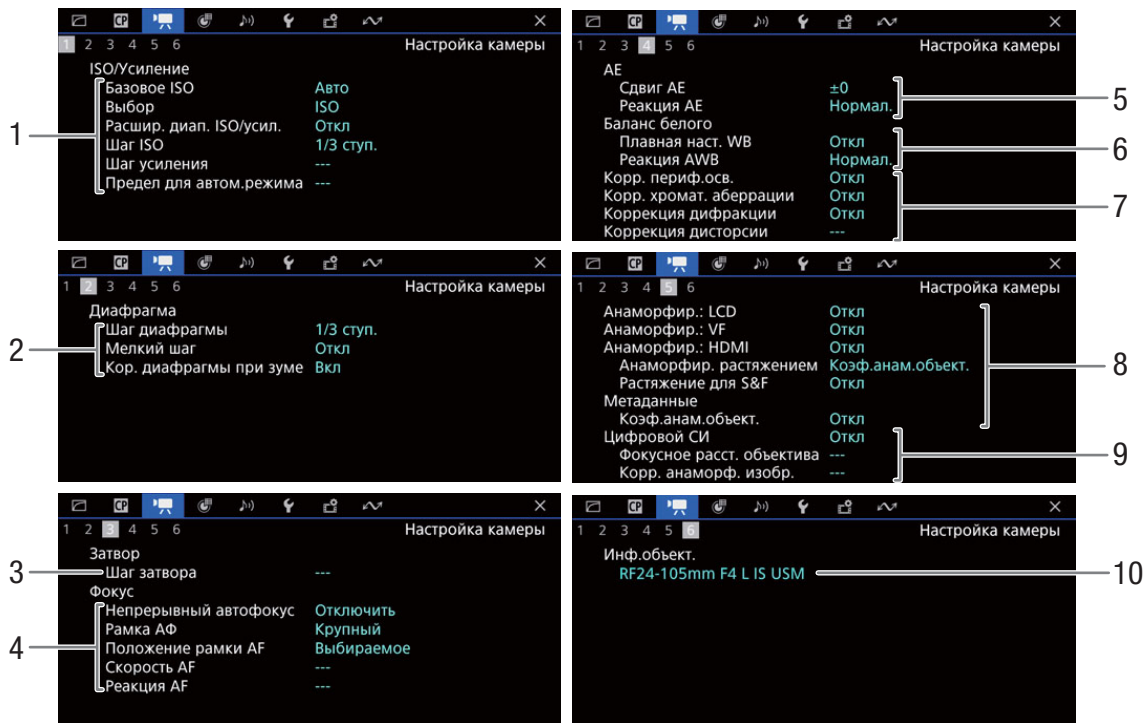 CP
1 2 3 4 5 6 Настройка камеры
ISO/Усиление
Базовое ISO Авто
Выбор ISO
Расшир. диап. ISO/усил. Откл
Шаг ISO 1/3 ступ.
Шаг усиления ---
Предел для автом.режима ---
1
CP
1 2 3 4 5 6 Настройка камеры
Диафрагма
Шаг диафрагмы 1/3 ступ.
Мелкий шаг Откл
Кор. диафрагмы при зуме Вкл
2
CP
1 2 3 4 5 6 Настройка камеры
Затвор
Шаг затвора ---
3
Фокус
Непрерывный автофокус Отключить
Рамка АФ Крупный
Положение рамки AF Выбираемое
Скорость AF ---
Реакция AF ---
4
CP
1 2 3 4 5 6 Настройка камеры
AE
Сдвиг AE ±0
Реакция AE Нормал.
5
Баланс белого
Плавная наст. WB Откл
Реакция AWB Нормал.
6
Корр. периф.осв. Откл
Корр. хромат. аберрации Откл
Коррекция дифракции Откл
Коррекция дисторсии ---
7
CP
1 2 3 4 5 6 Настройка камеры
Анаморфир.: LCD Откл
Анаморфир.: VF Откл
Анаморфир.: HDMI Откл
Анаморфир. растяжением Коэф.анам.объект.
Растяжение для S&F Откл
Метаданные
Коэф.анам.объект. Откл
8
Цифровой СИ Откл
Фокусное расст. объектива ---
Корр. анаморф. изобр. ---
9
CP
1 2 3 4 5 6 Настройка камеры
Инф.объект.
RF24-105mm F4 L IS USM
10